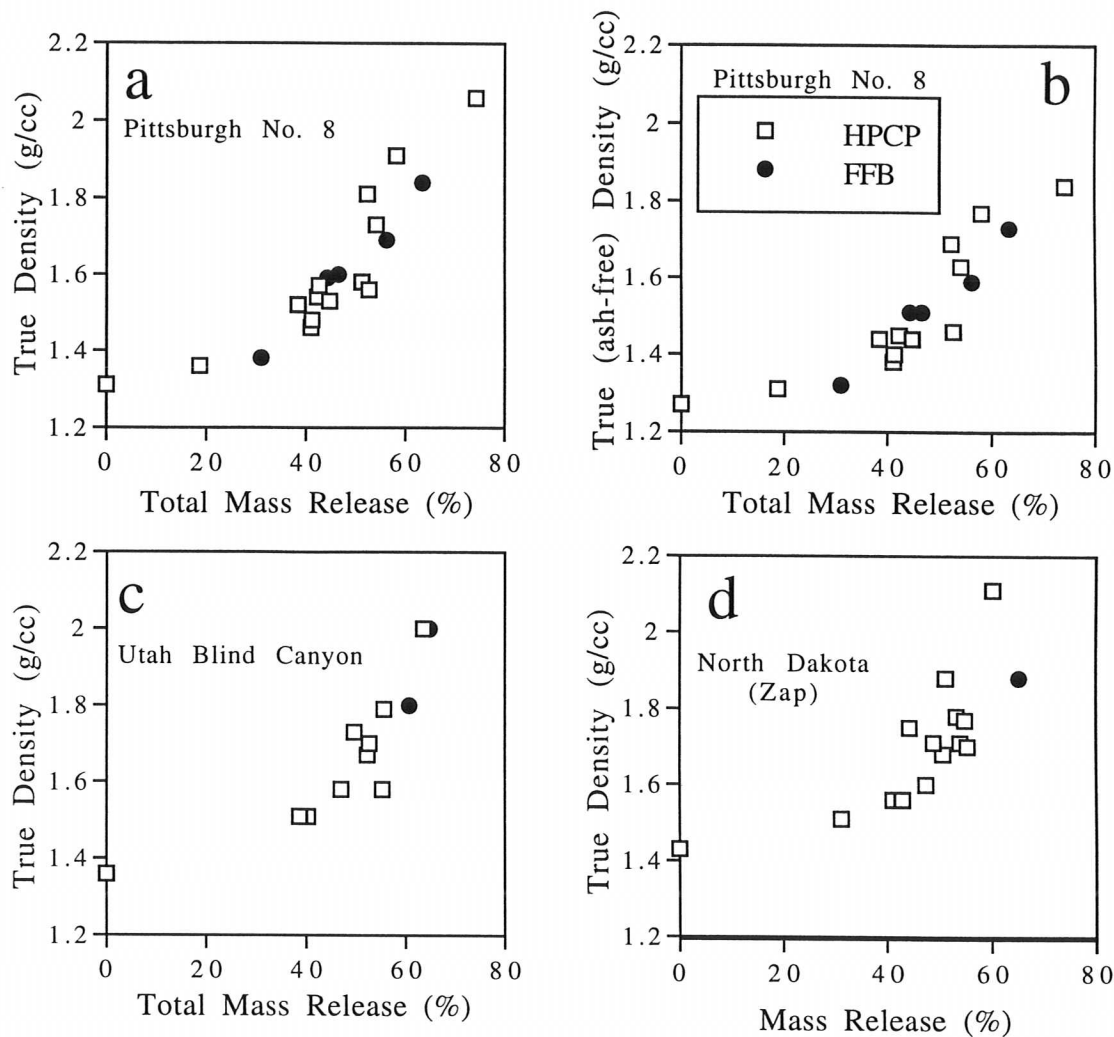 a
Pittsburgh No. 8
True Density (g/cc)
2.2
2
1.8
1.6
1.4
1.2
0 20 40 60 80
Total Mass Release (%)
b
Pittsburgh No. 8
HPCP
FFB
True (ash-free) Density (g/cc)
2.2
2
1.8
1.6
1.4
1.2
0 20 40 60 80
Total Mass Release (%)
c
Utah Blind Canyon
True Density (g/cc)
2.2
2
1.8
1.6
1.4
1.2
0 20 40 60 80
Total Mass Release (%)
d
North Dakota
(Zap)
True Density (g/cc)
2.2
2
1.8
1.6
1.4
1.2
0 20 40 60 80
Mass Release (%)